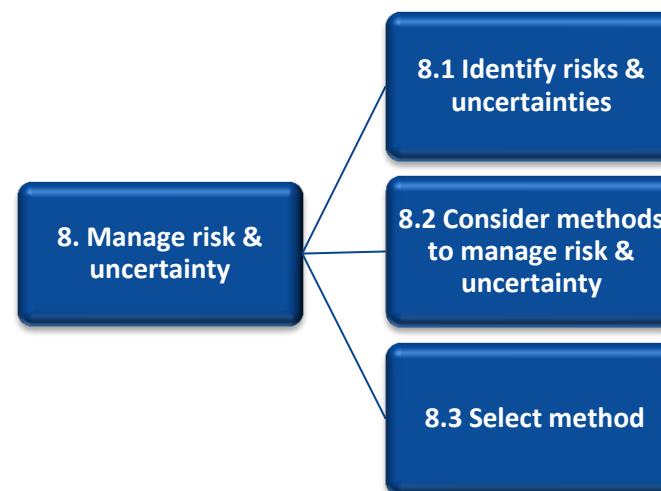 8. Manage risk &
uncertainty
8.1 Identify risks &
uncertainties
8.2 Consider methods
to manage risk &
uncertainty
8.3 Select method